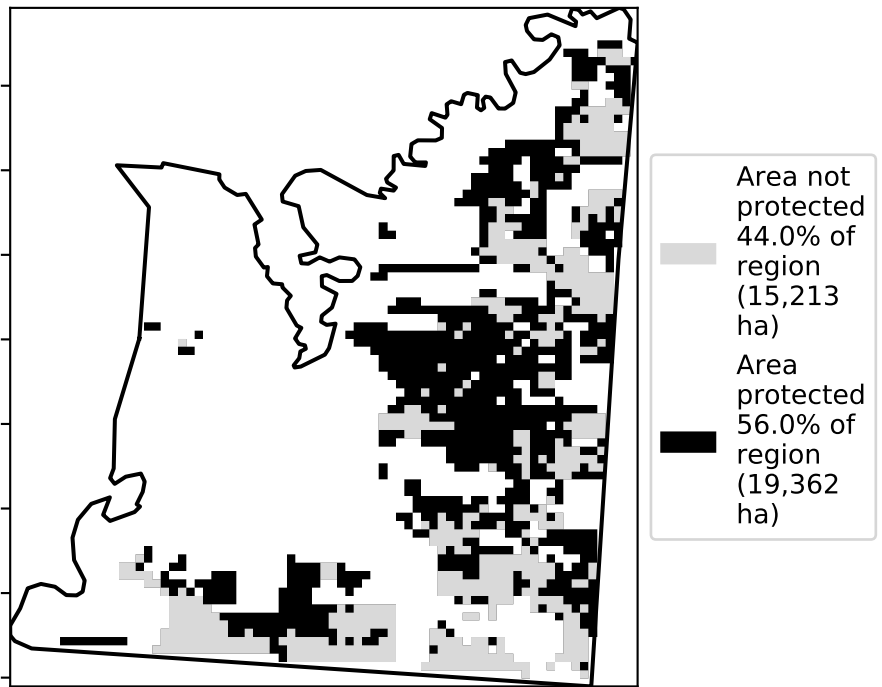 Area not
protected
44.0% of
region
(15,213
ha)
Area
protected
56.0% of
region
(19,362
ha)